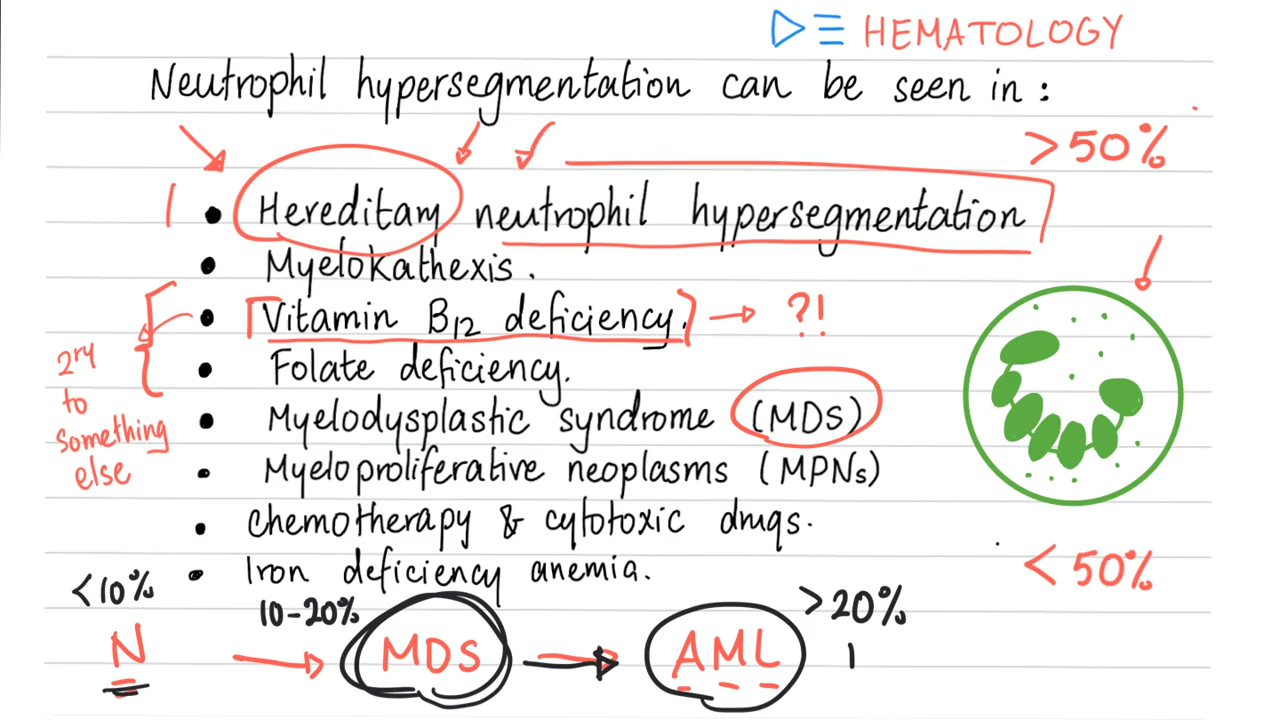 HEMATOLOGY
Neutrophil hypersegmentation can be seen in :
>50%
1 • Hereditary neutrophil hypersegmentation
• Myelokathexis.
• Vitamin B12 deficiency. → ?!
• Folate deficiency.
2ry
to
something
else
• Myelodysplastic syndrome (MDS)
• Myeloproliferative neoplasms (MPNs)
• Chemotherapy & cytotoxic drugs.
• Iron deficiency anemia.
<50%
<10% 10-20% >20%
N → MDS → AML 1